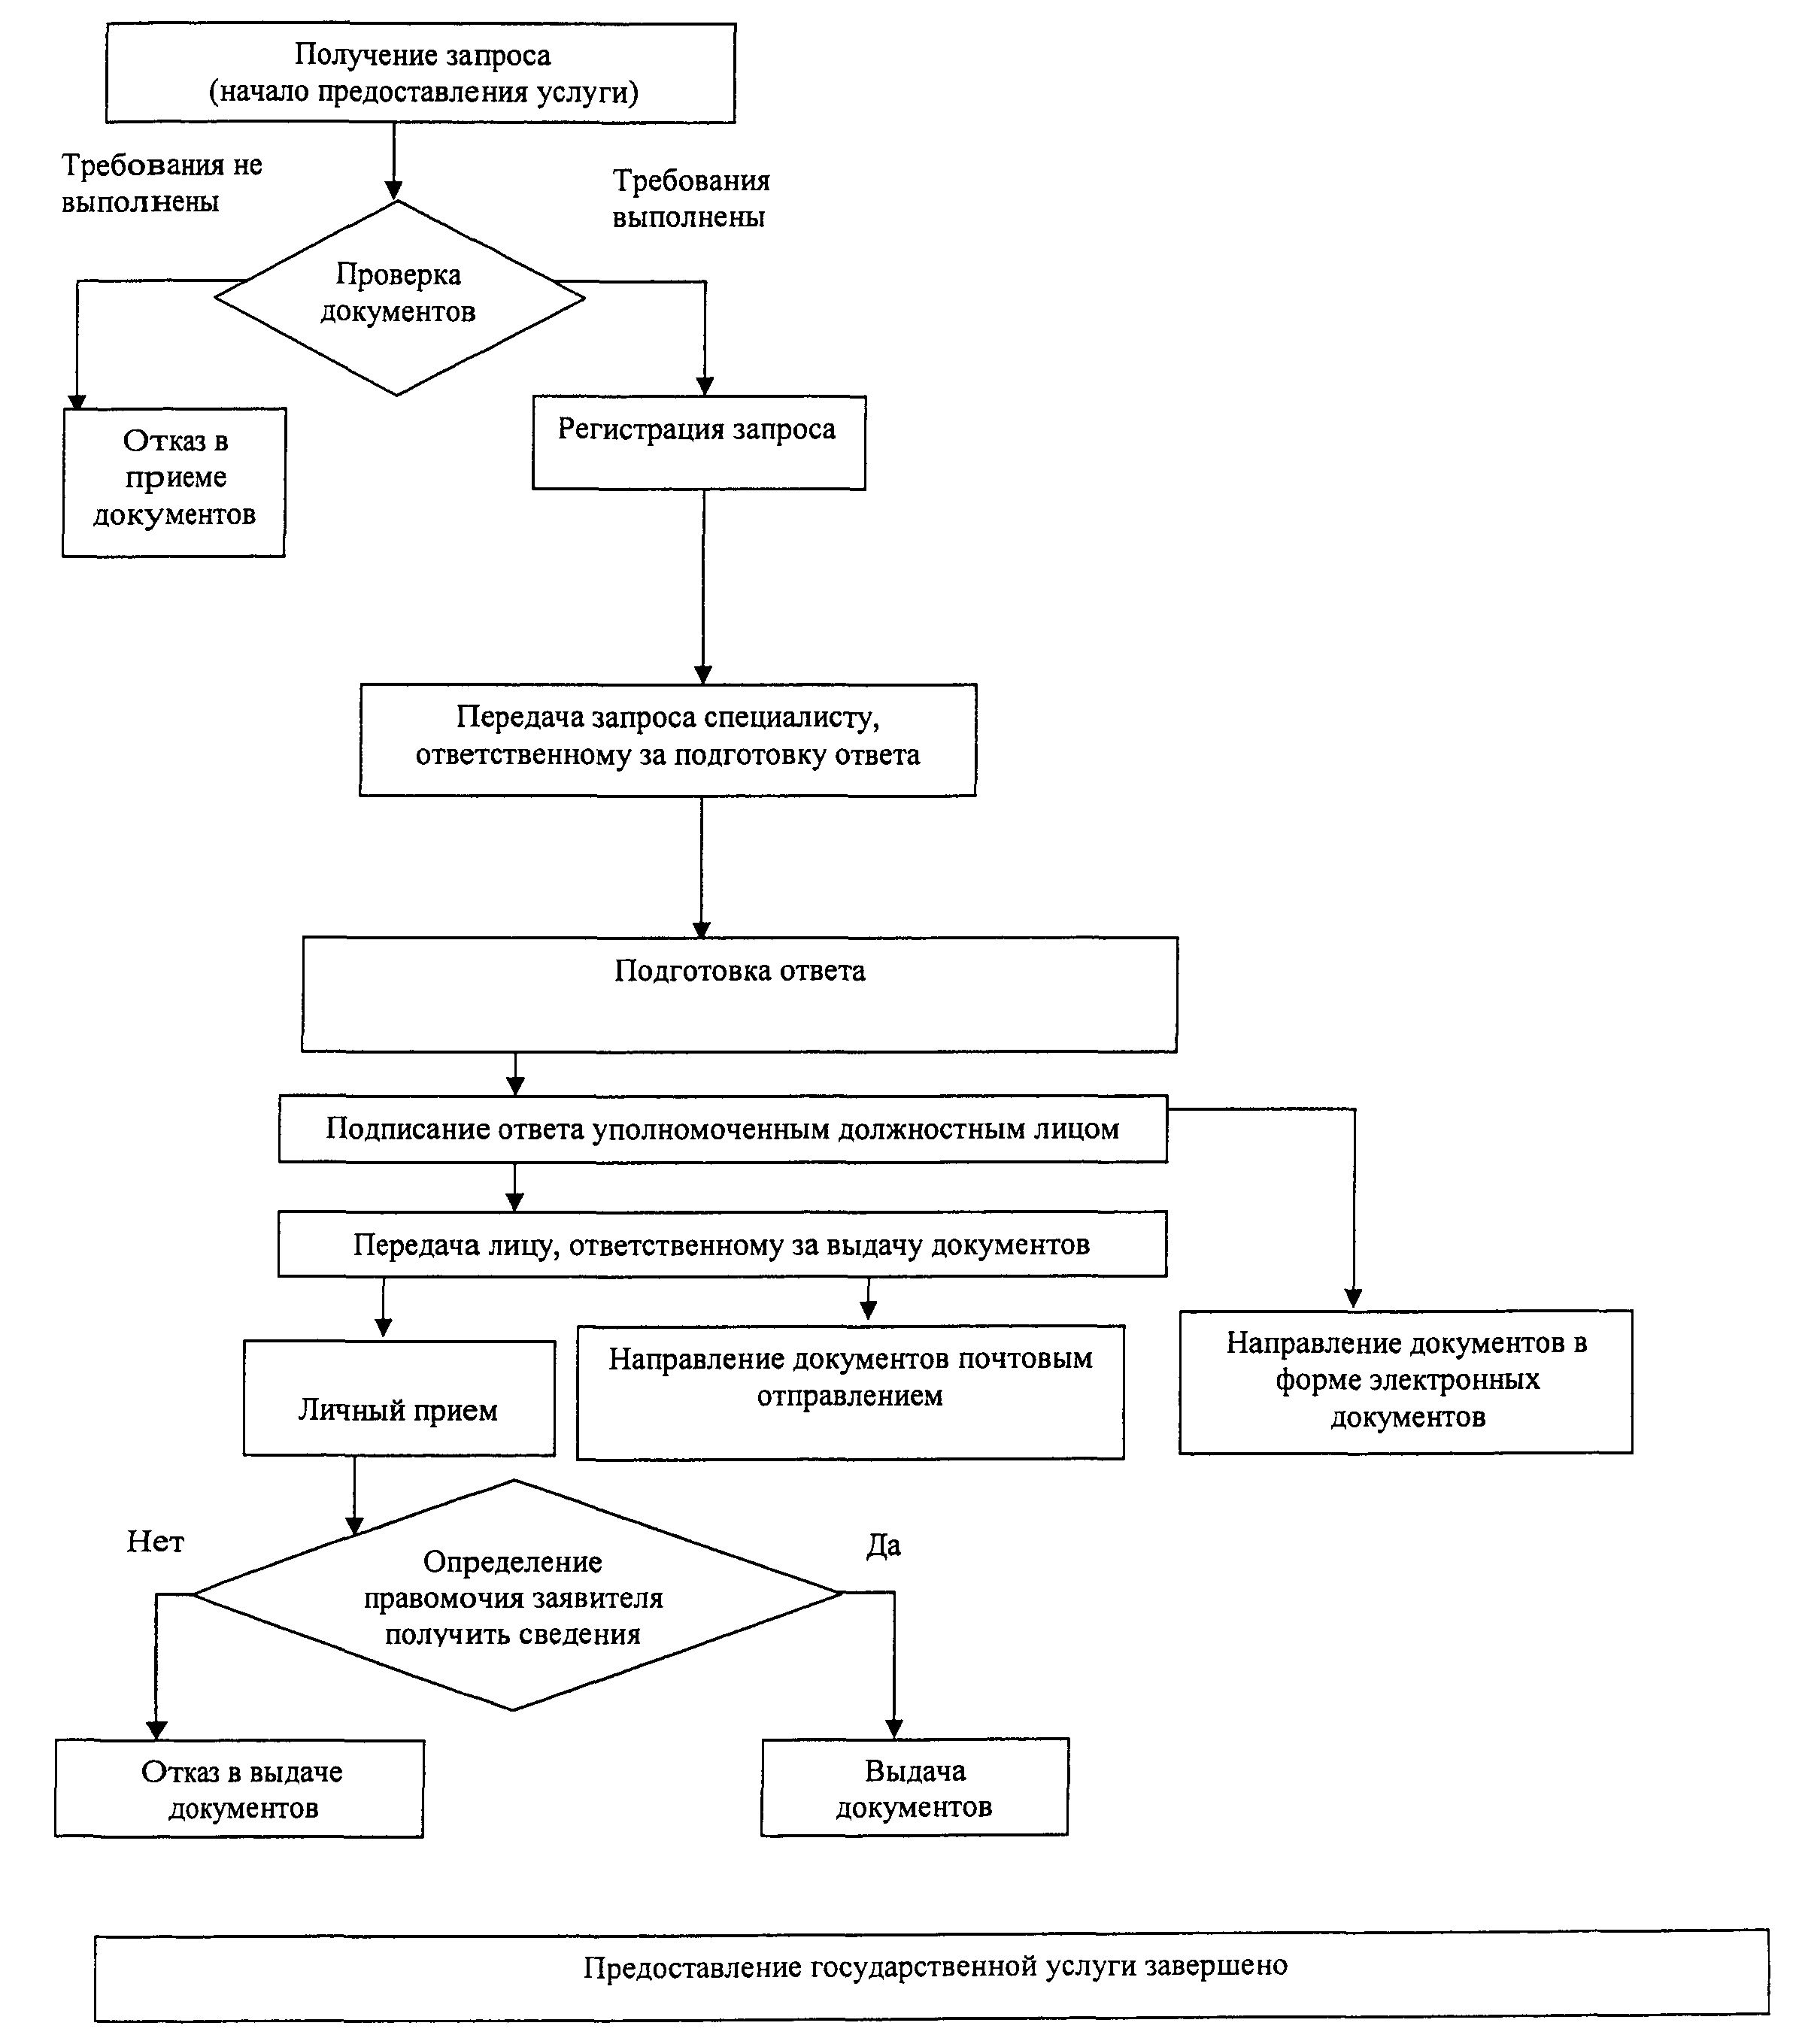 Получение запроса
(начало предоставления услуги)
Требования не
выполнены
Требования
выполнены
Проверка
документов
Отказ в
приеме
документов
Регистрация запроса
Передача запроса специалисту,
ответственному за подготовку ответа
Подготовка ответа
Подписание ответа уполномоченным должностным лицом
Передача лицу, ответственному за выдачу документов
Личный прием
Направление документов почтовым
отправлением
Направление документов в
форме электронных
документов
Нет
Да
Определение
правомочия заявителя
получить сведения
Отказ в выдаче
документов
Выдача
документов
Предоставление государственной услуги завершено